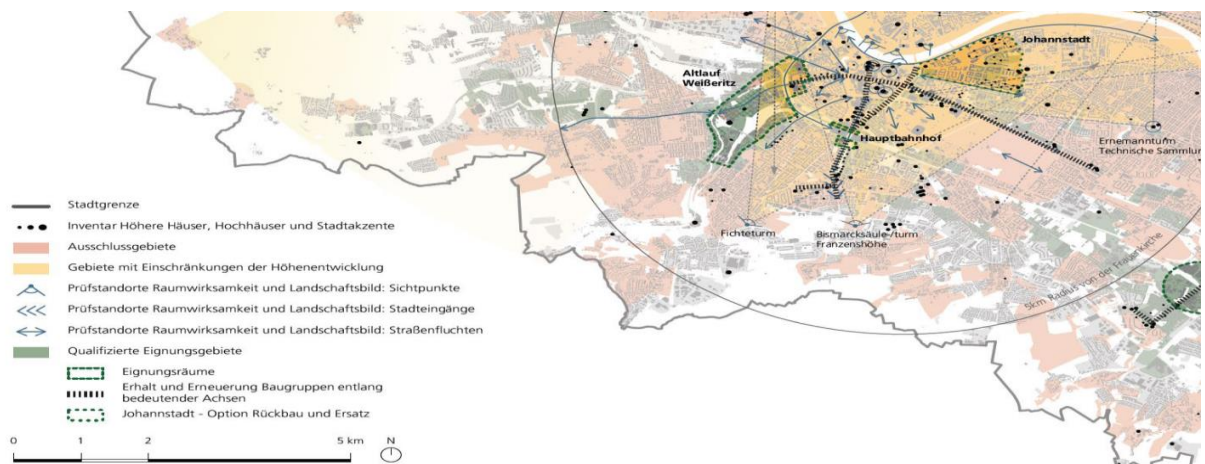 Johannstadt
Altlauf
Weißeritz
Hauptbahnhof
Ernemannturm
Technische Sammlun
Fichteturm
Bismarcksäule-/turm
Franzenshöhe
5km Radius von der Frauenkirche
Stadtgrenze
Inventar Höhere Häuser, Hochhäuser und Stadtakzente
Ausschlussgebiete
Gebiete mit Einschränkungen der Höhenentwicklung
Prüfstandorte Raumwirksamkeit und Landschaftsbild: Sichtpunkte
Prüfstandorte Raumwirksamkeit und Landschaftsbild: Stadteingänge
Prüfstandorte Raumwirksamkeit und Landschaftsbild: Straßenfluchten
Qualifizierte Eignungsgebiete
Eignungsräume
Erhalt und Erneuerung Baugruppen entlang
bedeutender Achsen
Johannstadt - Option Rückbau und Ersatz
0 1 2 5 km N